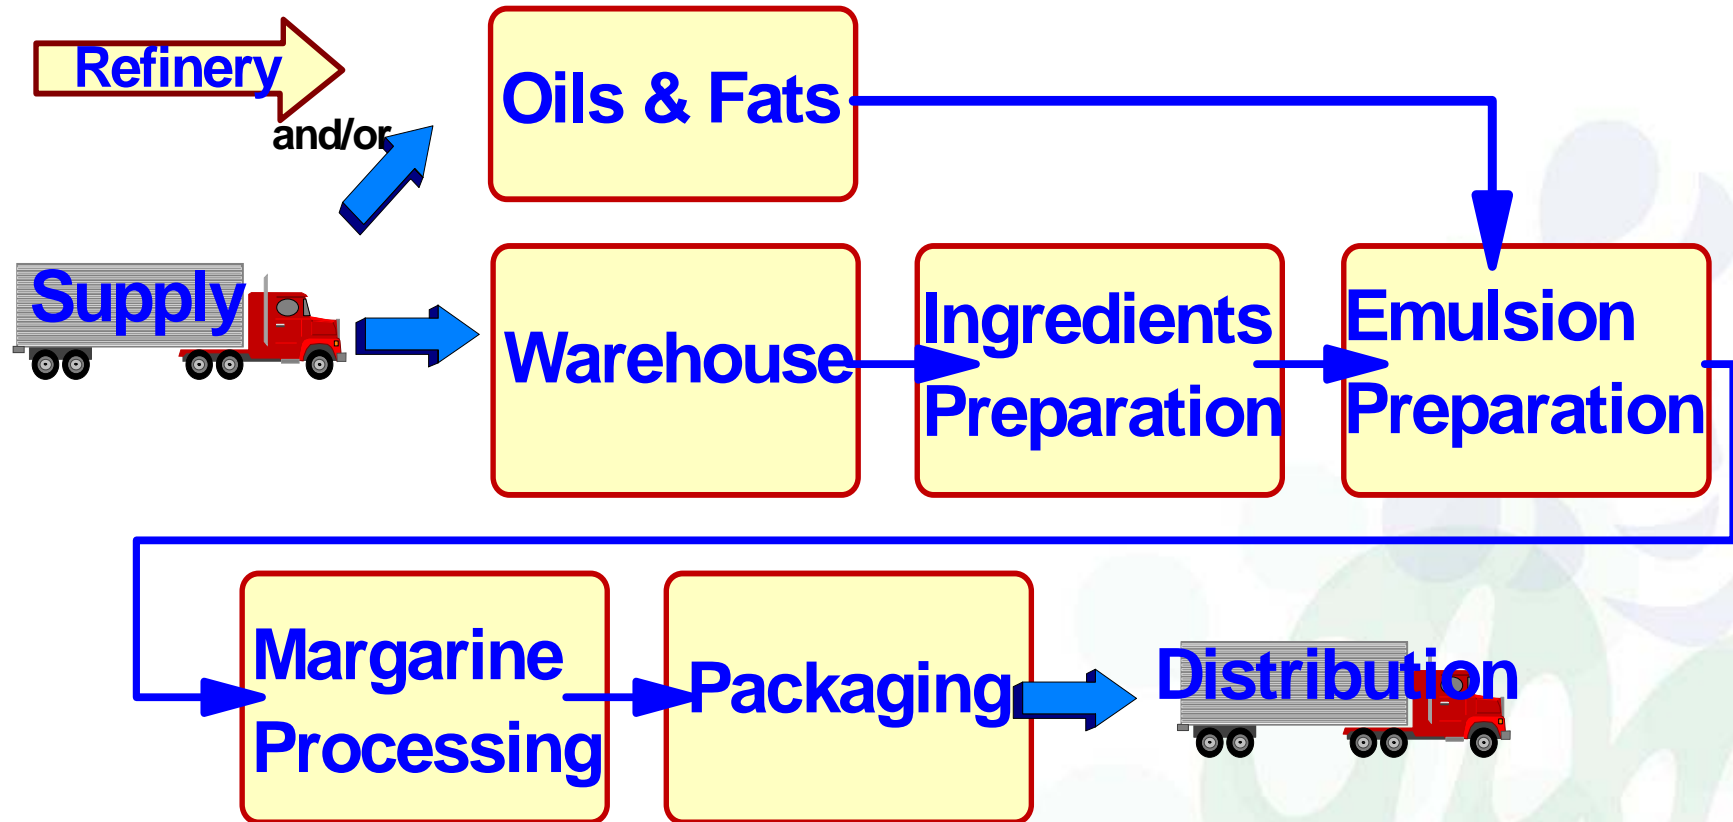 Refinery
and/or
Oils & Fats
Supply
Warehouse
Ingredients
Preparation
Emulsion
Preparation
Margarine
Processing
Packaging
Distribution